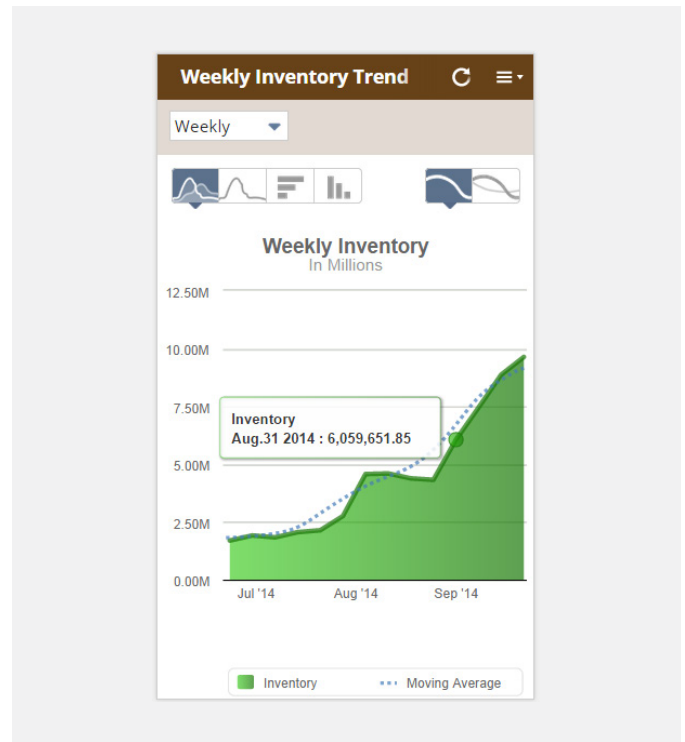 Weekly Inventory Trend
Weekly
Weekly Inventory
In Millions
12.50M
10.00M
7.50M
Inventory
Aug.31 2014 : 6,059,651.85
5.00M
2.50M
0.00M
Jul '14 Aug '14 Sep '14
Inventory Moving Average